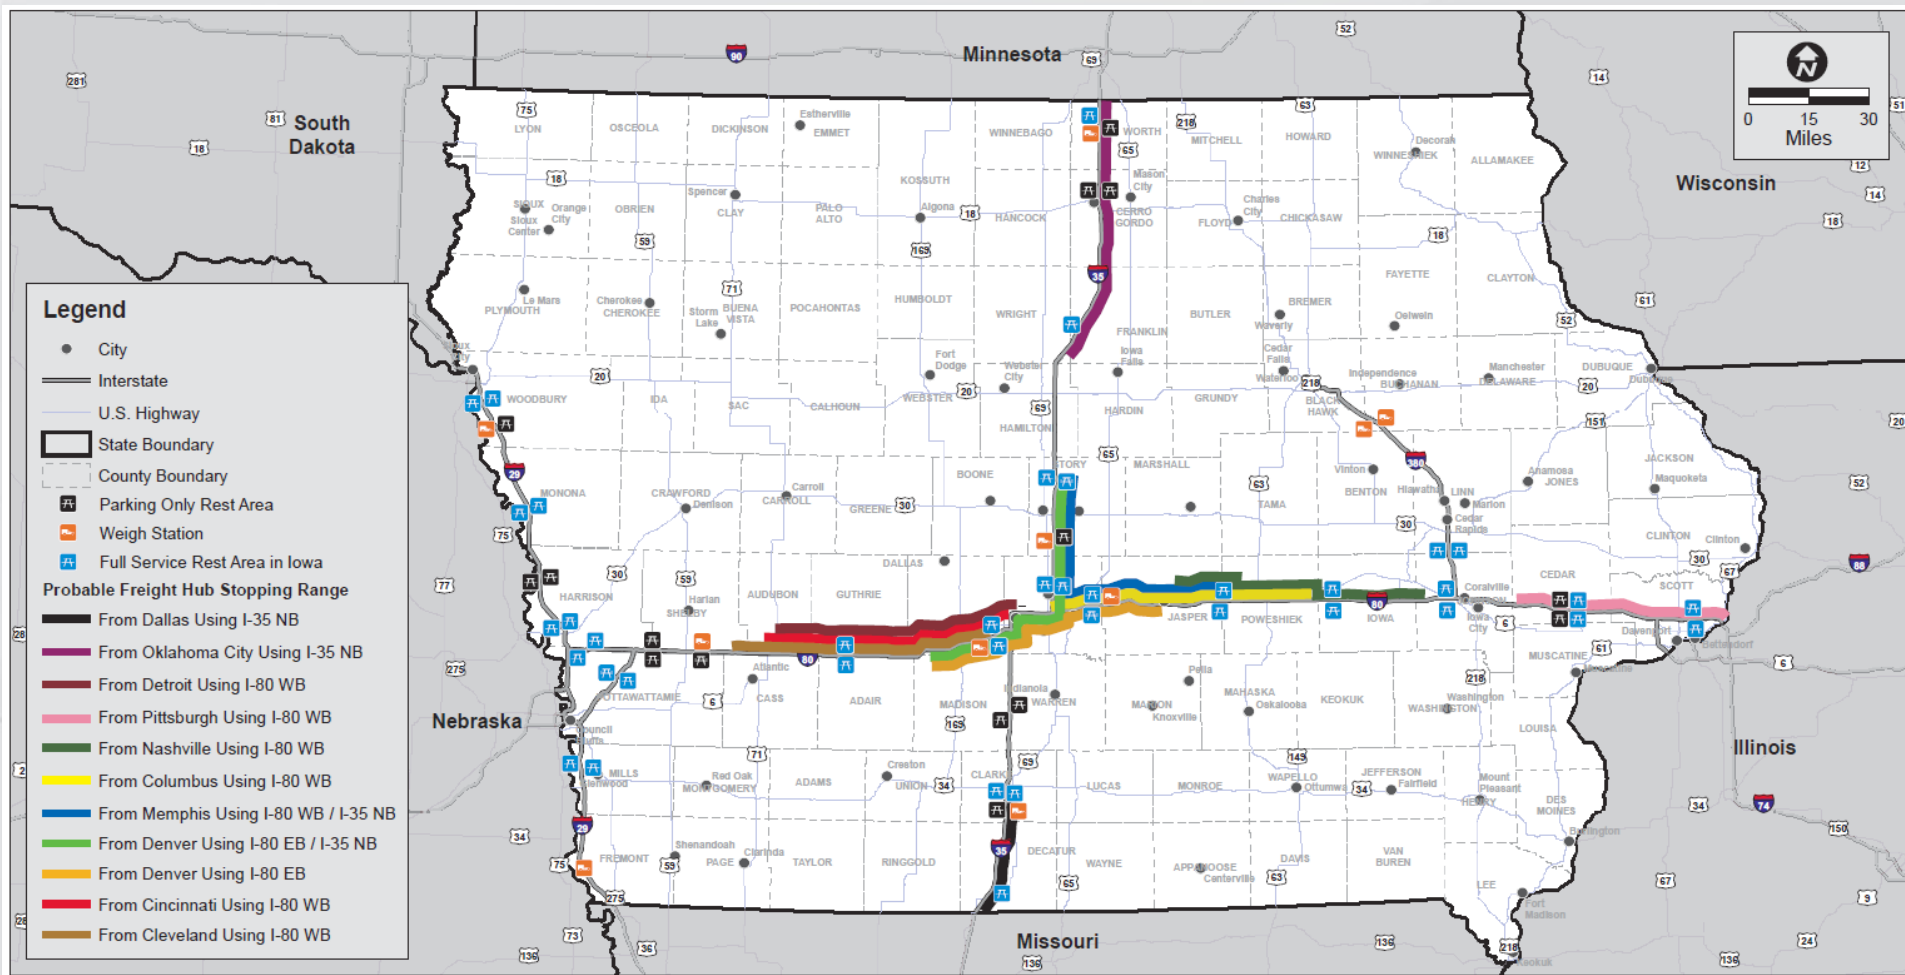 Minnesota
South
Dakota
Wisconsin
Nebraska
Illinois
Missouri
N
0 15 30
Miles
Legend
City
Interstate
U.S. Highway
State Boundary
County Boundary
Parking Only Rest Area
Weigh Station
Full Service Rest Area in Iowa
Probable Freight Hub Stopping Range
From Dallas Using I-35 NB
From Oklahoma City Using I-35 NB
From Detroit Using I-80 WB
From Pittsburgh Using I-80 WB
From Nashville Using I-80 WB
From Columbus Using I-80 WB
From Memphis Using I-80 WB / I-35 NB
From Denver Using I-80 EB / I-35 NB
From Denver Using I-80 EB
From Cincinnati Using I-80 WB
From Cleveland Using I-80 WB
LYON
OSCEOLA
DICKINSON
Estherville
EMMET
WINNEBAGO
WORTH
MITCHELL
HOWARD
Decorah
WINNESHIEK
ALLAMAKEE
SIOUX
Sioux
Center
Orange
City
OBRIEN
Spencer
CLAY
PALO
ALTO
KOSSUTH
Algona
HANCOCK
Mason
City
CERRO
GORDO
FLOYD
Charles
City
CHICKASAW
PLYMOUTH
Le Mars
Cherokee
CHEROKEE
Storm
Lake
BUENA
VISTA
POCAHONTAS
HUMBOLDT
WRIGHT
FRANKLIN
BUTLER
BREMER
Waverly
FAYETTE
Oelwein
CLAYTON
WOODBURY
IDA
SAC
CALHOUN
Fort
Dodge
WEBSTER
Webster
City
HAMILTON
Iowa
Falls
HARDIN
GRUNDY
Cedar
Falls
Waterloo
BLACK
HAWK
Independence
BUCHANAN
Manchester
DELAWARE
DUBUQUE
Dubuque
MONONA
CRAWFORD
Denison
Carroll
CARROLL
GREENE
BOONE
STORY
MARSHALL
TAMA
Vinton
BENTON
Hiawatha
LINN
Marion
Cedar
Rapids
Anamosa
JONES
JACKSON
Maquoketa
CLINTON
Clinton
HARRISON
Harlan
SHELBY
AUDUBON
GUTHRIE
DALLAS
JASPER
POWESHIEK
IOWA
Coralville
Iowa
City
CEDAR
SCOTT
Davenport
Bettendorf
MUSCATINE
Muscatine
POTTAWATTAMIE
Council
Bluffs
Atlantic
CASS
ADAIR
MADISON
Indianola
WARREN
MARION
Knoxville
Pella
MAHASKA
Oskaloosa
KEOKUK
Washington
WASHINGTON
LOUISA
MILLS
Glenwood
Red Oak
MONTGOMERY
ADAMS
Creston
UNION
CLARK
LUCAS
MONROE
WAPELLO
Ottumwa
JEFFERSON
Fairfield
Mount
Pleasant
HENRY
DES
MOINES
Burlington
FREMONT
Shenandoah
PAGE
Clarinda
TAYLOR
RINGGOLD
DECATUR
WAYNE
APPANOOSE
Centerville
DAVIS
VAN
BUREN
LEE
Fort
Madison
Keokuk